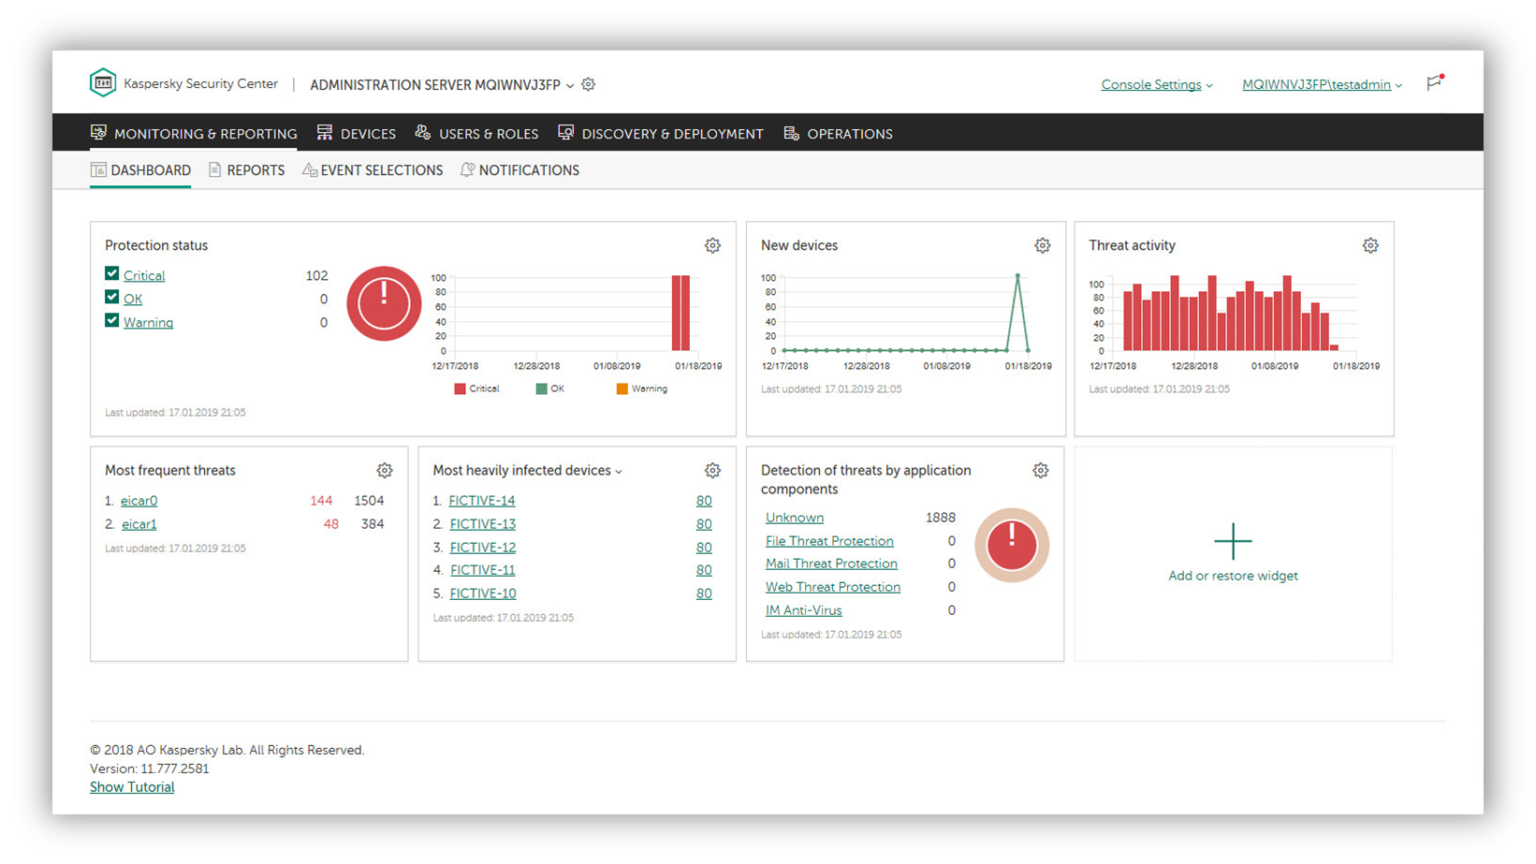 Kaspersky Security Center | ADMINISTRATION SERVER MQIWNVJ3FP
Console Settings
MQIWNVJ3FP\testadmin
MONITORING & REPORTING DEVICES USERS & ROLES DISCOVERY & DEPLOYMENT OPERATIONS
DASHBOARD REPORTS EVENT SELECTIONS NOTIFICATIONS
Protection status
Critical 102
OK 0
Warning 0
!
100
80
60
40
20
0
12/17/2018 12/28/2018 01/08/2019 01/18/2019
Critical OK Warning
Last updated: 17.01.2019 21:05
New devices
100
80
60
40
20
0
12/17/2018 12/28/2018 01/08/2019 01/18/2019
Last updated: 17.01.2019 21:05
Threat activity
100
80
60
40
20
0
12/17/2018 12/28/2018 01/08/2019 01/18/2019
Last updated: 17.01.2019 21:05
Most frequent threats
1. eicar0 144 1504
2. eicar1 48 384
Last updated: 17.01.2019 21:05
Most heavily infected devices
1. FICTIVE-14 80
2. FICTIVE-13 80
3. FICTIVE-12 80
4. FICTIVE-11 80
5. FICTIVE-10 80
Last updated: 17.01.2019 21:05
Detection of threats by application
components
Unknown 1888
File Threat Protection 0
Mail Threat Protection 0
Web Threat Protection 0
IM Anti-Virus 0
!
Last updated: 17.01.2019 21:05
Add or restore widget
© 2018 AO Kaspersky Lab. All Rights Reserved.
Version: 11.777.2581
Show Tutorial